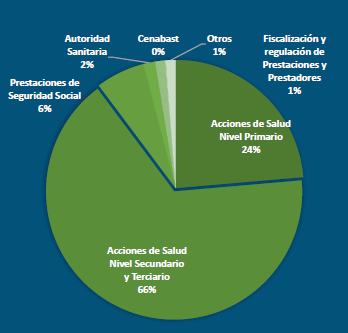 Autoridad
Sanitaria
2%
Cenabast
0%
Otros
1%
Fiscalización y
regulación de
Prestaciones y
Prestadores
1%
Prestaciones de
Seguridad Social
6%
Acciones de Salud
Nivel Primario
24%
Acciones de Salud
Nivel Secundario
y Terciario
66%